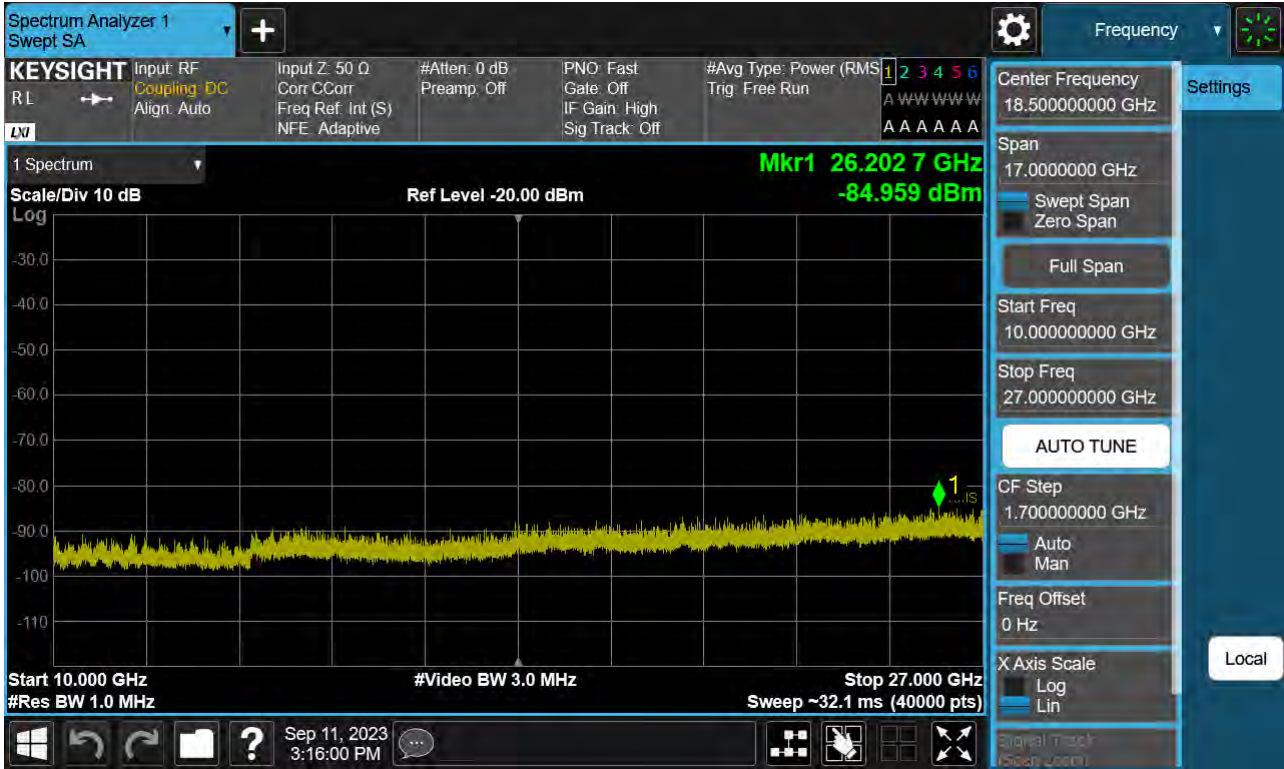 Spectrum Analyzer 1
Swept SA
Frequency
KEYSIGHT
R L
LXI
Input: RF
Coupling: DC
Align: Auto
Input Z: 50 Ω
Corr CCorr
Freq Ref: Int (S)
NFE: Adaptive
#Atten: 0 dB
Preamp: Off
PNO: Fast
Gate: Off
IF Gain: High
Sig Track: Off
#Avg Type: Power (RMS
Trig: Free Run
1 2 3 4 5 6
A W W W W W
A A A A A A
1 Spectrum
Mkr1 26.202 7 GHz
-84.959 dBm
Scale/Div 10 dB
Ref Level -20.00 dBm
Log
-30.0
-40.0
-50.0
-60.0
-70.0
-80.0
-90.0
-100
-110
1
Start 10.000 GHz
#Video BW 3.0 MHz
Stop 27.000 GHz
#Res BW 1.0 MHz
Sweep ~32.1 ms (40000 pts)
Center Frequency
18.500000000 GHz
Settings
Span
17.0000000 GHz
Swept Span
Zero Span
Full Span
Start Freq
10.000000000 GHz
Stop Freq
27.000000000 GHz
AUTO TUNE
CF Step
1.700000000 GHz
Auto
Man
Freq Offset
0 Hz
X Axis Scale
Log
Lin
Local
Signal Track
(Span Zoom)
Sep 11, 2023
3:16:00 PM